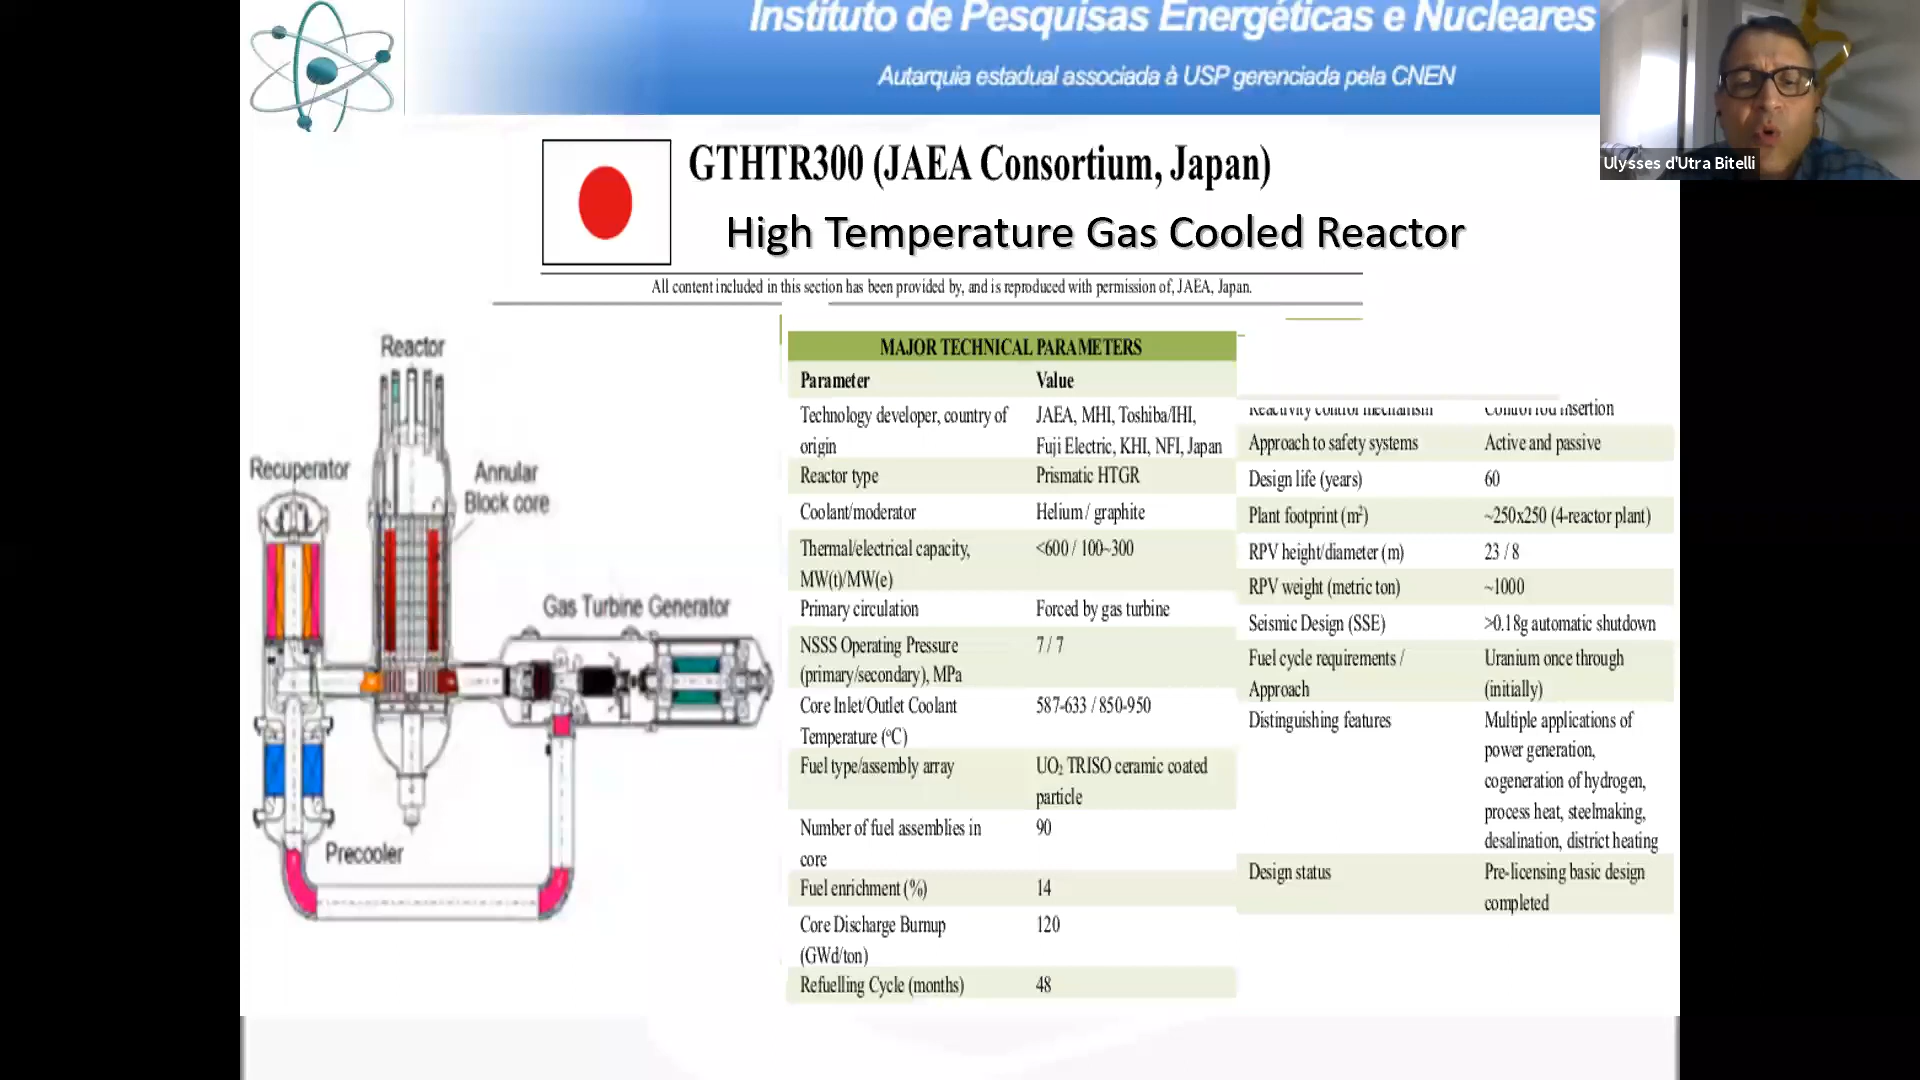 Instituto de Pesquisas Energéticas e Nucleares
Autarquia estadual associada à USP gerenciada pela CNEN
Ulysses d'Utra Bitelli
GTHTR300 (JAEA Consortium, Japan)
High Temperature Gas Cooled Reactor
All content included in this section has been provided by, and is reproduced with permission of, JAEA, Japan.
Reactor
Recuperator
Annular
Block core
Gas Turbine Generator
Precooler
MAJOR TECHNICAL PARAMETERS
Parameter Value
Technology developer, country of origin JAEA, MHI, Toshiba/IHI, Fuji Electric, KHI, NFI, Japan
Reactor type Prismatic HTGR
Coolant/moderator Helium / graphite
Thermal/electrical capacity, MW(t)/MW(e) <600 / 100~300
Primary circulation Forced by gas turbine
NSSS Operating Pressure (primary/secondary), MPa 7 / 7
Core Inlet/Outlet Coolant Temperature (°C) 587-633 / 850-950
Fuel type/assembly array UO₂ TRISO ceramic coated particle
Number of fuel assemblies in core 90
Fuel enrichment (%) 14
Core Discharge Burnup (GWd/ton) 120
Refuelling Cycle (months) 48
Reactivity control mechanism Control rod insertion
Approach to safety systems Active and passive
Design life (years) 60
Plant footprint (m²) ~250x250 (4-reactor plant)
RPV height/diameter (m) 23 / 8
RPV weight (metric ton) ~1000
Seismic Design (SSE) >0.18g automatic shutdown
Fuel cycle requirements / Approach Uranium once through (initially)
Distinguishing features Multiple applications of power generation, cogeneration of hydrogen, process heat, steelmaking, desalination, district heating
Design status Pre-licensing basic design completed